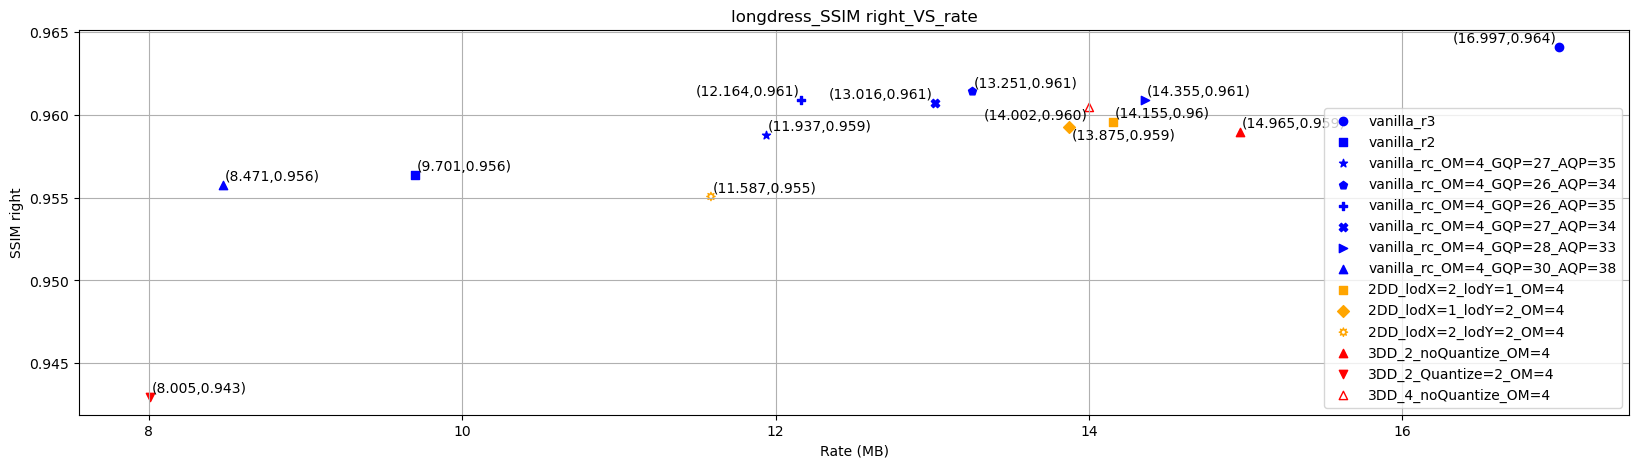 longdress_SSIM right_VS_rate
SSIM right
0.965
0.960
0.955
0.950
0.945
(16.997,0.964)
(12.164,0.961)
(13.016,0.961)
(13.251,0.961)
(14.355,0.961)
(11.937,0.959)
(14.002,0.960)
(14.155,0.96)
(14.965,0.959)
(13.875,0.959)
(8.471,0.956)
(9.701,0.956)
(11.587,0.955)
(8.005,0.943)
vanilla_r3
vanilla_r2
vanilla_rc_OM=4_GQP=27_AQP=35
vanilla_rc_OM=4_GQP=26_AQP=34
vanilla_rc_OM=4_GQP=26_AQP=35
vanilla_rc_OM=4_GQP=27_AQP=34
vanilla_rc_OM=4_GQP=28_AQP=33
vanilla_rc_OM=4_GQP=30_AQP=38
2DD_lodX=2_lodY=1_OM=4
2DD_lodX=1_lodY=2_OM=4
2DD_lodX=2_lodY=2_OM=4
3DD_2_noQuantize_OM=4
3DD_2_Quantize=2_OM=4
3DD_4_noQuantize_OM=4
8
10
12
14
16
Rate (MB)